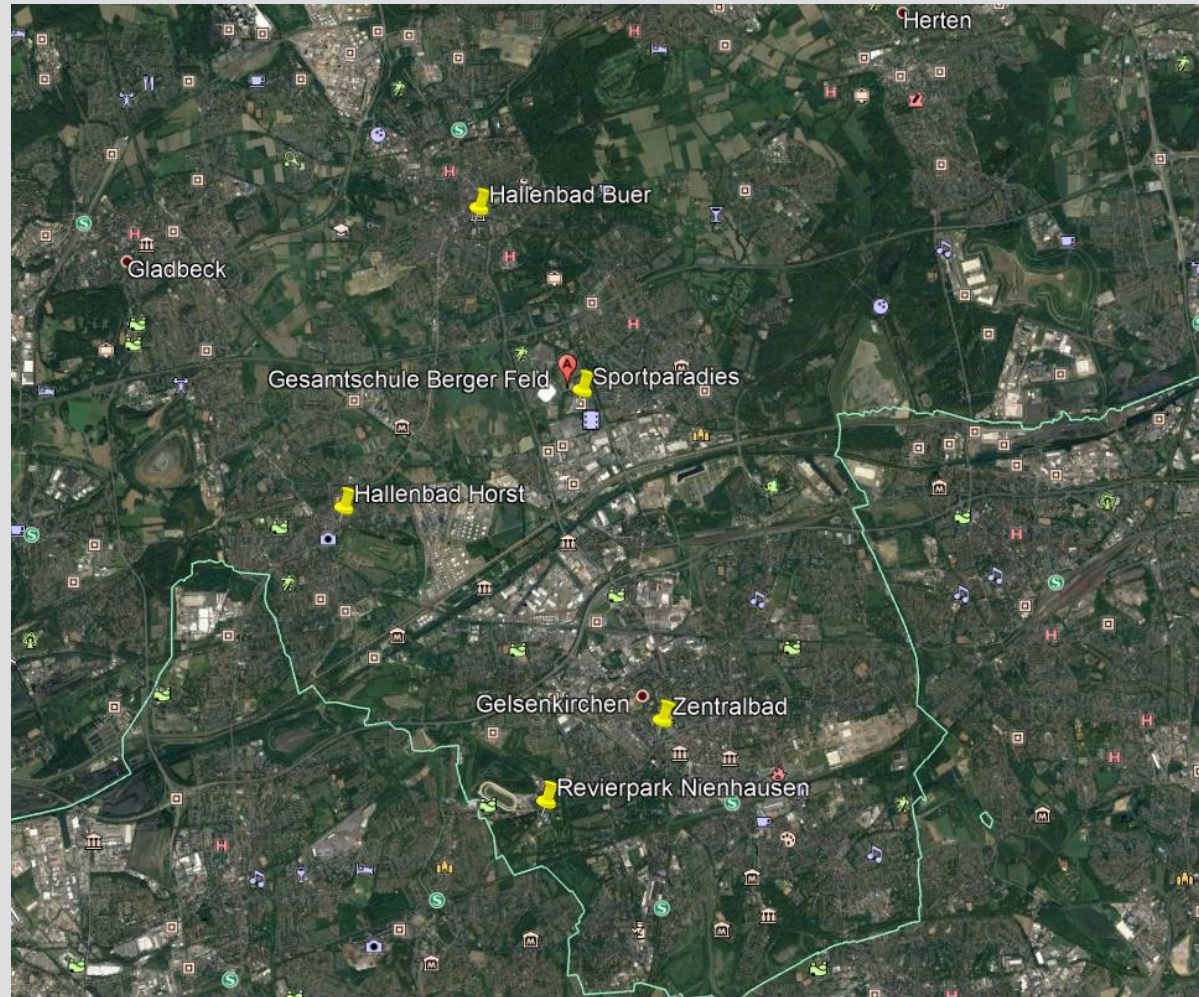 Herten
Hallenbad Buer
Gladbeck
Gesamtschule Berger Feld
A
Sportparadies
Hallenbad Horst
Gelsenkirchen
Zentralbad
Revierpark Nienhausen